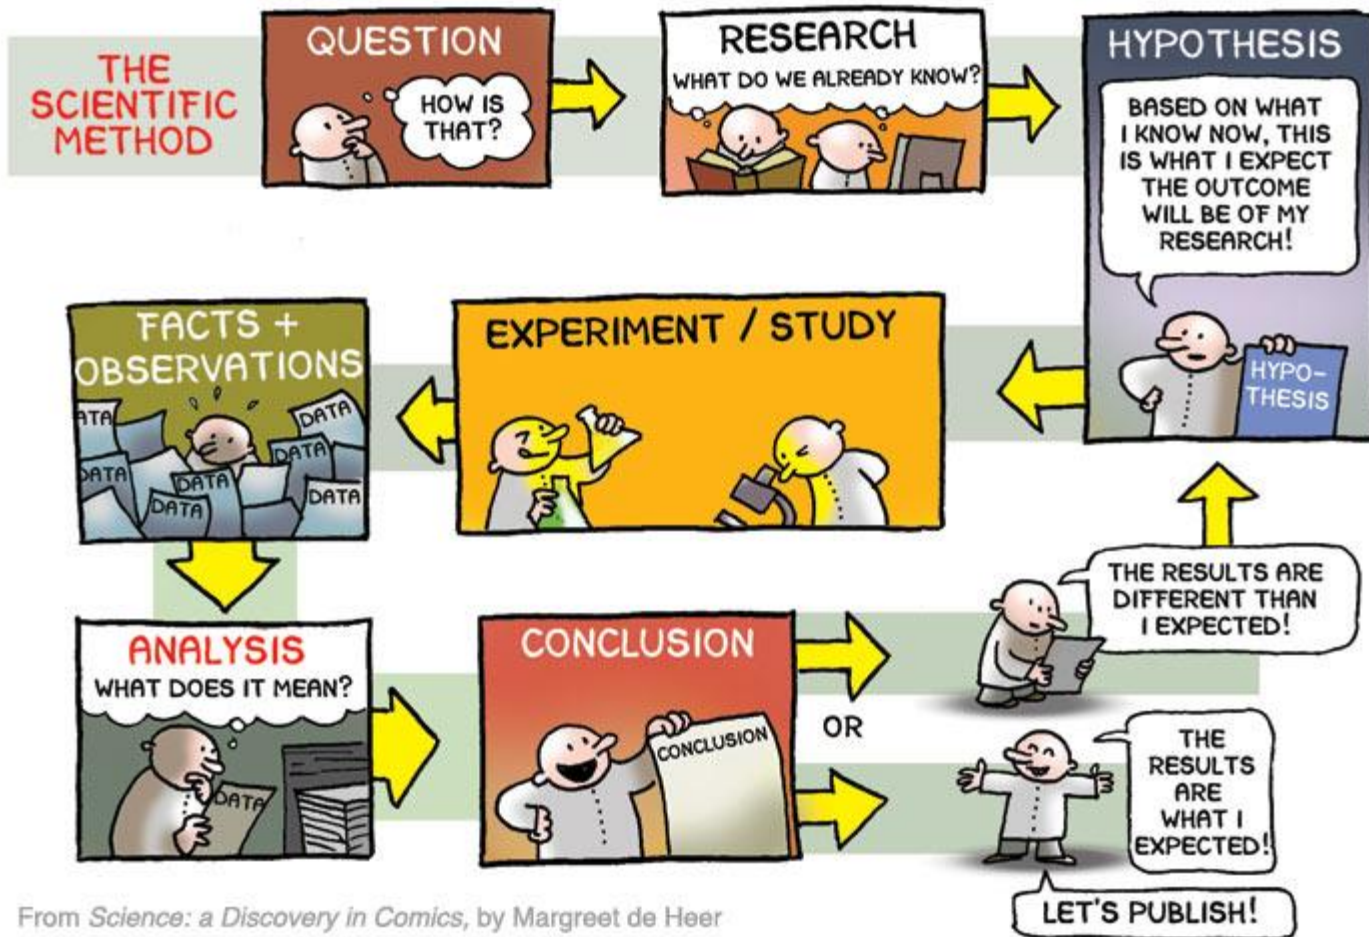 THE
SCIENTIFIC
METHOD
QUESTION
HOW IS
THAT?
RESEARCH
WHAT DO WE ALREADY KNOW?
HYPOTHESIS
BASED ON WHAT
I KNOW NOW, THIS
IS WHAT I EXPECT
THE OUTCOME
WILL BE OF MY
RESEARCH!
HYPO-
THESIS
EXPERIMENT / STUDY
FACTS +
OBSERVATIONS
ATA
DATA
DATA
DATA
DATA
DATA
DATA
ANALYSIS
WHAT DOES IT MEAN?
DATA
CONCLUSION
CONCLUSION
OR
THE RESULTS ARE
DIFFERENT THAN
I EXPECTED!
THE
RESULTS
ARE
WHAT I
EXPECTED!
LET'S PUBLISH!
From Science: a Discovery in Comics, by Margreet de Heer